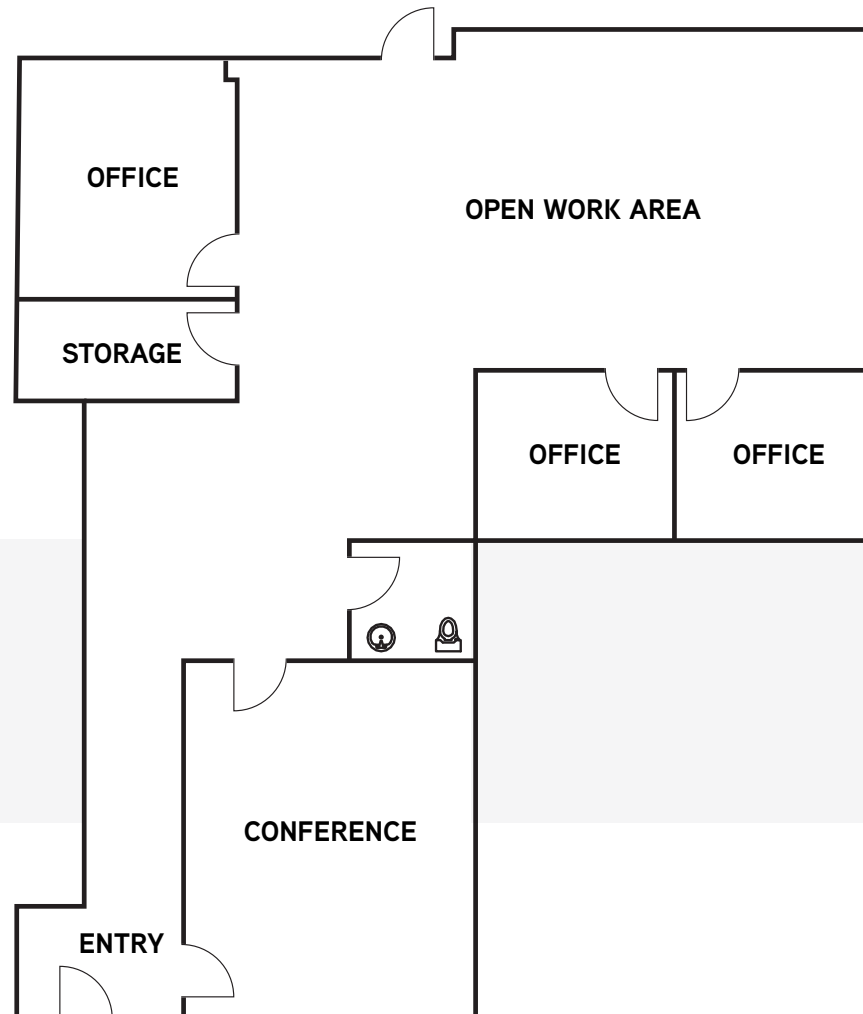 OFFICE
OPEN WORK AREA
STORAGE
OFFICE
OFFICE
CONFERENCE
ENTRY